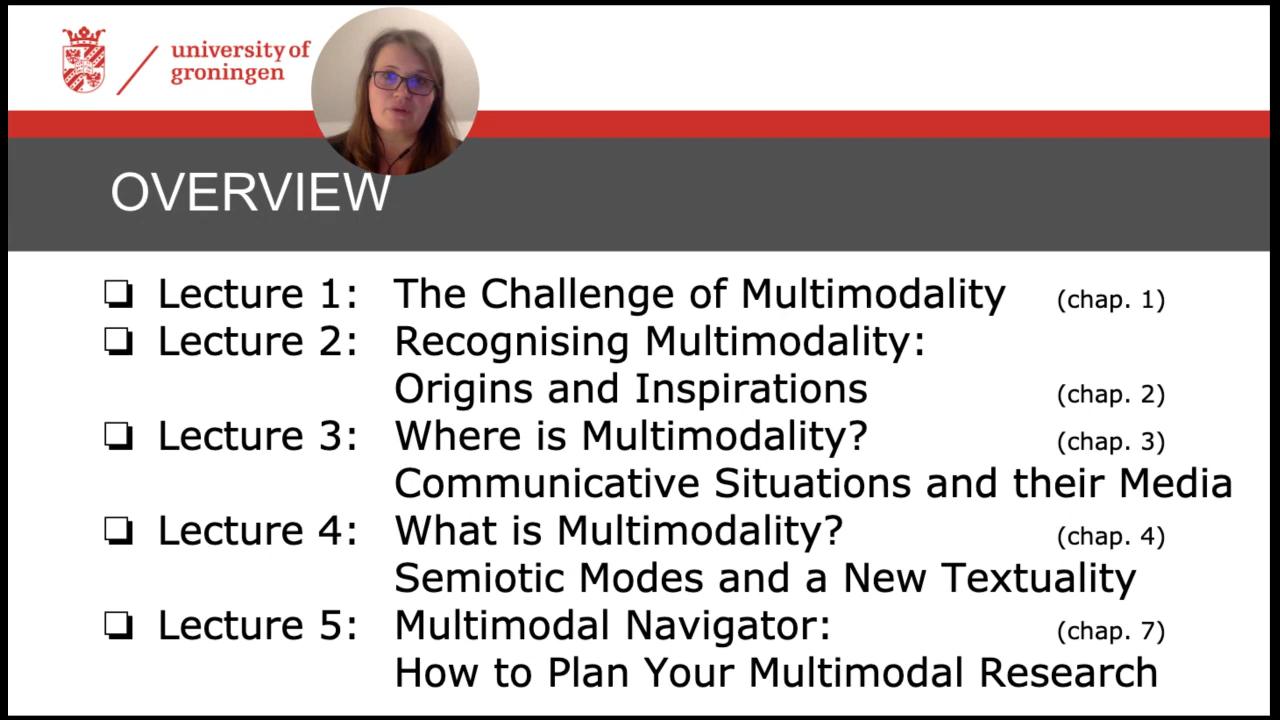 university of
groningen
OVERVIEW
❏ Lecture 1: The Challenge of Multimodality (chap. 1)
❏ Lecture 2: Recognising Multimodality:
Origins and Inspirations (chap. 2)
❏ Lecture 3: Where is Multimodality? (chap. 3)
Communicative Situations and their Media
❏ Lecture 4: What is Multimodality? (chap. 4)
Semiotic Modes and a New Textuality
❏ Lecture 5: Multimodal Navigator: (chap. 7)
How to Plan Your Multimodal Research